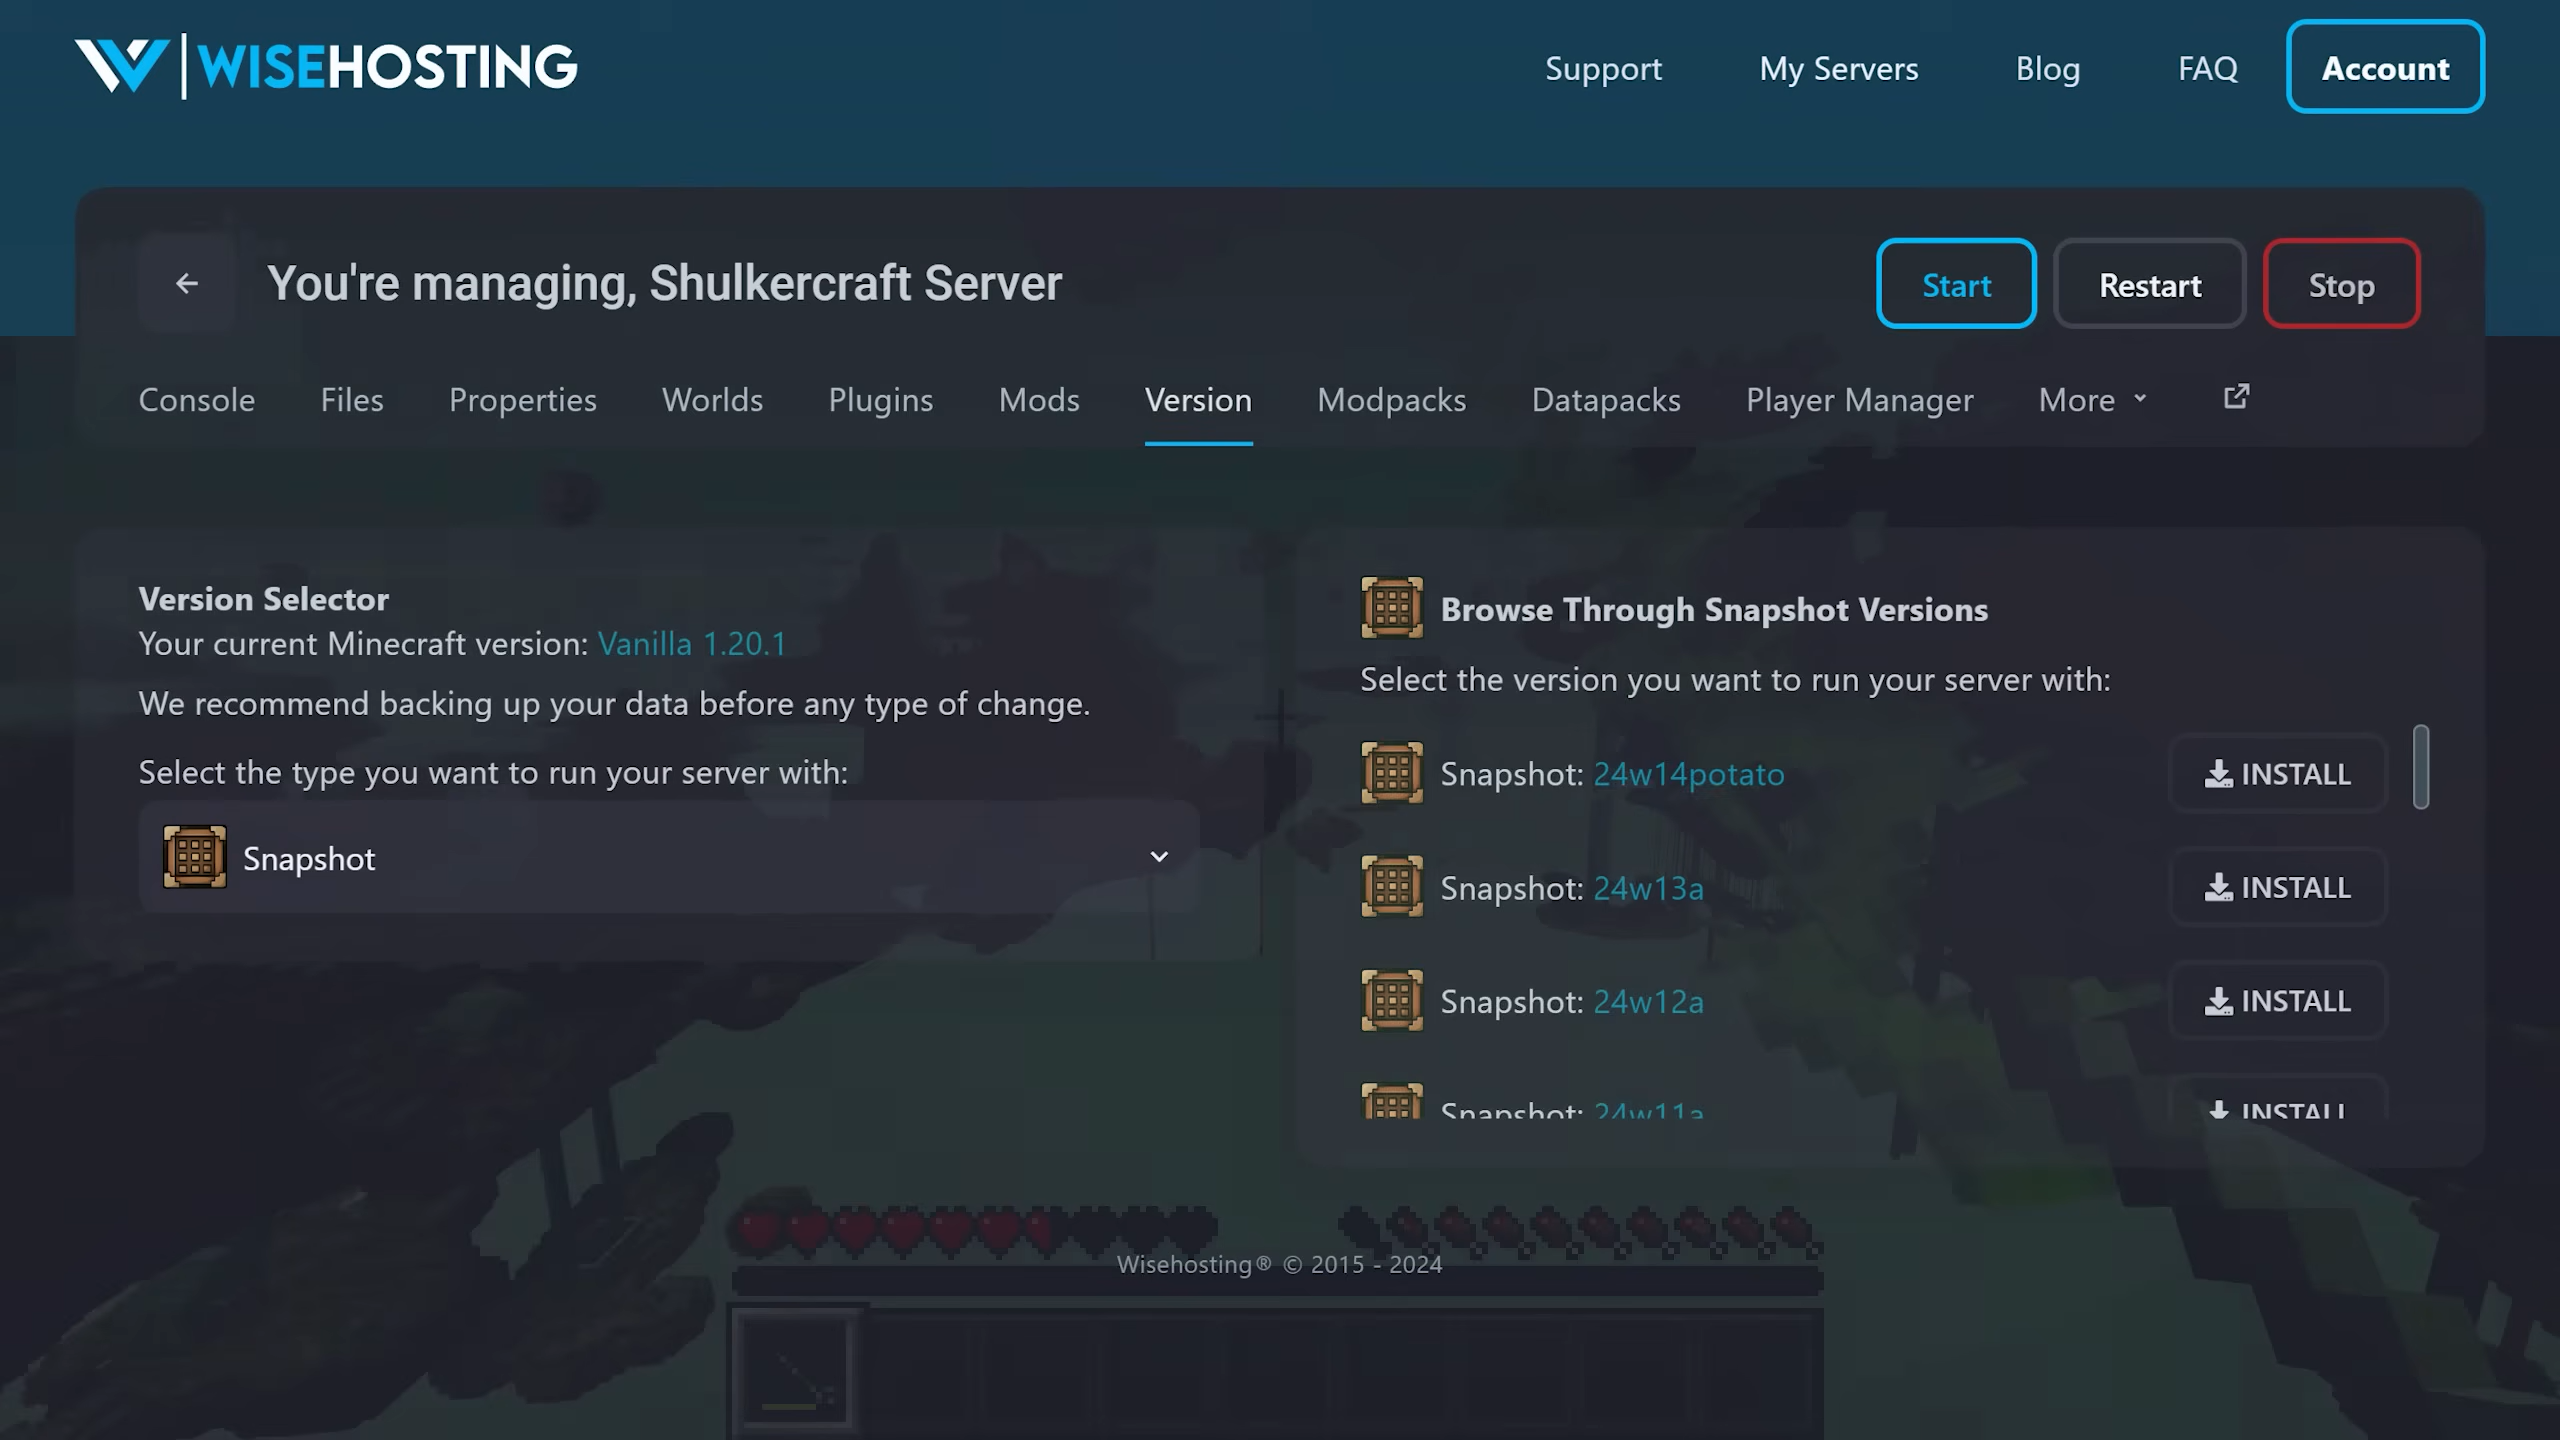 WISEHOSTING
Support
My Servers
Blog
FAQ
Account
You're managing, Shulkercraft Server
Start
Restart
Stop
Console
Files
Properties
Worlds
Plugins
Mods
Version
Modpacks
Datapacks
Player Manager
More
Version Selector
Your current Minecraft version: Vanilla 1.20.1
We recommend backing up your data before any type of change.
Select the type you want to run your server with:
Snapshot
Browse Through Snapshot Versions
Select the version you want to run your server with:
Snapshot: 24w14potato
INSTALL
Snapshot: 24w13a
INSTALL
Snapshot: 24w12a
INSTALL
Snapshot: 24w11a
INSTALL
Wisehosting® © 2015 - 2024